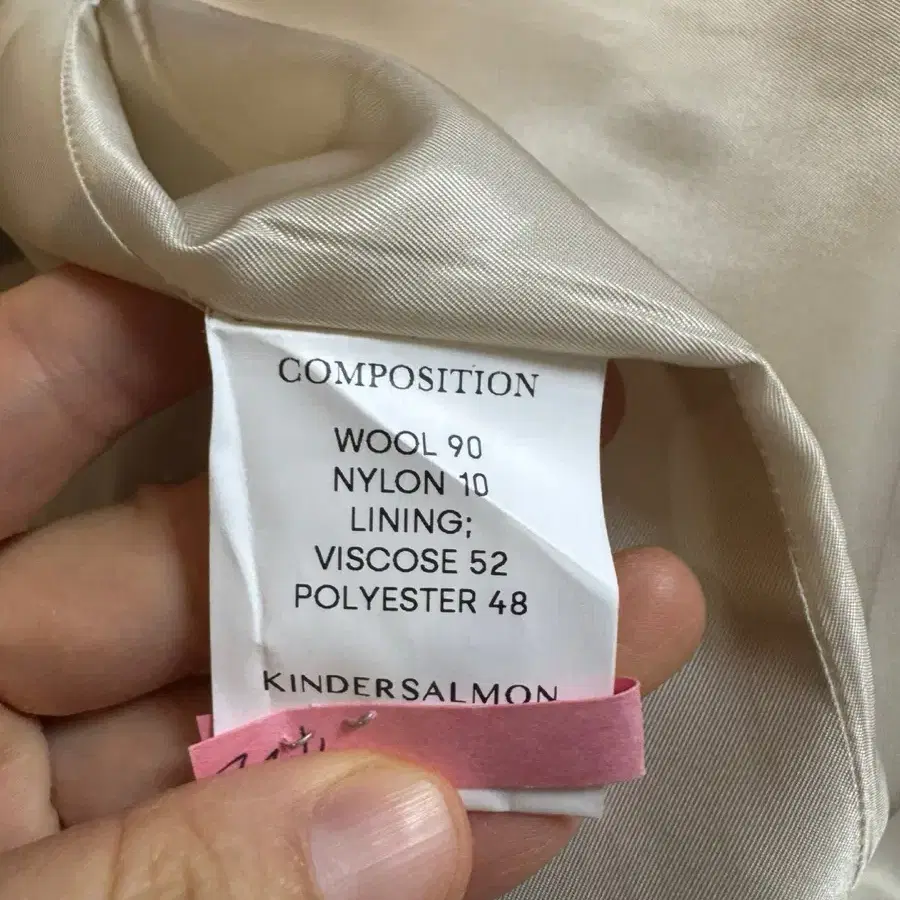 COMPOSITION
WOOL 90
NYLON 10
LINING;
VISCOSE 52
POLYESTER 48
KINDERSALMON